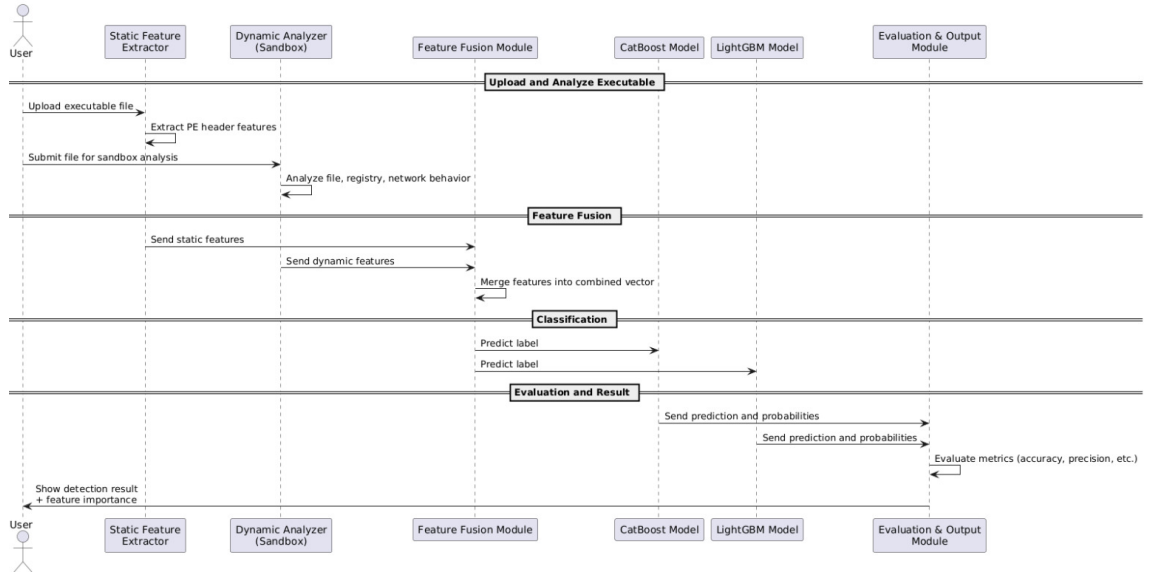 User
Static Feature
Extractor
Dynamic Analyzer
(Sandbox)
Feature Fusion Module
CatBoost Model
LightGBM Model
Evaluation & Output
Module
Upload and Analyze Executable
Upload executable file
Extract PE header features
Submit file for sandbox analysis
Analyze file, registry, network behavior
Feature Fusion
Send static features
Send dynamic features
Merge features into combined vector
Classification
Predict label
Predict label
Evaluation and Result
Send prediction and probabilities
Send prediction and probabilities
Evaluate metrics (accuracy, precision, etc.)
Show detection result
+ feature importance
User
Static Feature
Extractor
Dynamic Analyzer
(Sandbox)
Feature Fusion Module
CatBoost Model
LightGBM Model
Evaluation & Output
Module